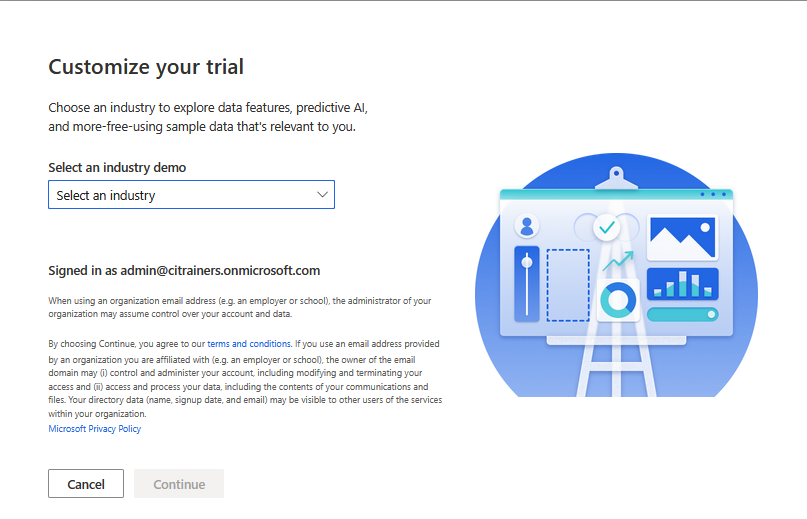 Customize your trial
Choose an industry to explore data features, predictive AI,
and more-free-using sample data that's relevant to you.
Select an industry demo
Select an industry
Signed in as admin@citrainers.onmicrosoft.com
When using an organization email address (e.g. an employer or school), the administrator of your
organization may assume control over your account and data.
By choosing Continue, you agree to our terms and conditions. If you use an email address provided
by an organization you are affiliated with (e.g. an employer or school), the owner of the email
domain may (i) control and administer your account, including modifying and terminating your
access and (ii) access and process your data, including the contents of your communications and
files. Your directory data (name, signup date, and email) may be visible to other users of the services
within your organization.
Microsoft Privacy Policy
Cancel
Continue